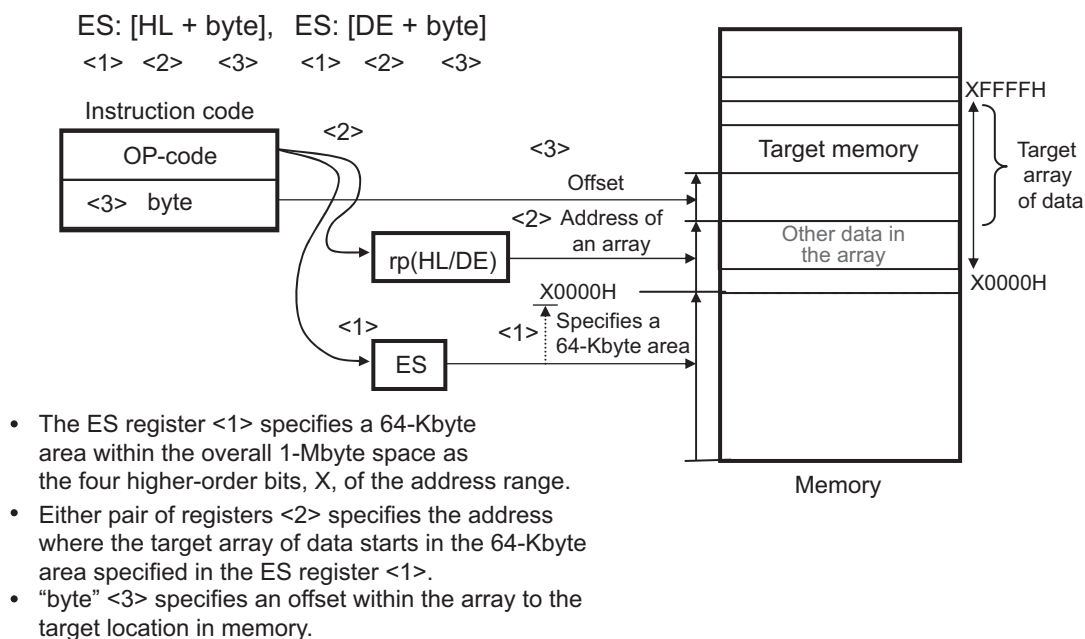 ES: [HL + byte], ES: [DE + byte]
<1> <2> <3> <1> <2> <3>
Instruction code
OP-code
<3> byte
<2>
<3>
Offset
<2> Address of
an array
rp(HL/DE)
X0000H
<1>
<1>
Specifies a
64-Kbyte
area
ES
XFFFFH
Target memory
Target
array
of data
Other data in
the array
X0000H
Memory
• The ES register <1> specifies a 64-Kbyte
area within the overall 1-Mbyte space as
the four higher-order bits, X, of the address range.
• Either pair of registers <2> specifies the address
where the target array of data starts in the 64-Kbyte
area specified in the ES register <1>.
• “byte” <3> specifies an offset within the array to the
target location in memory.